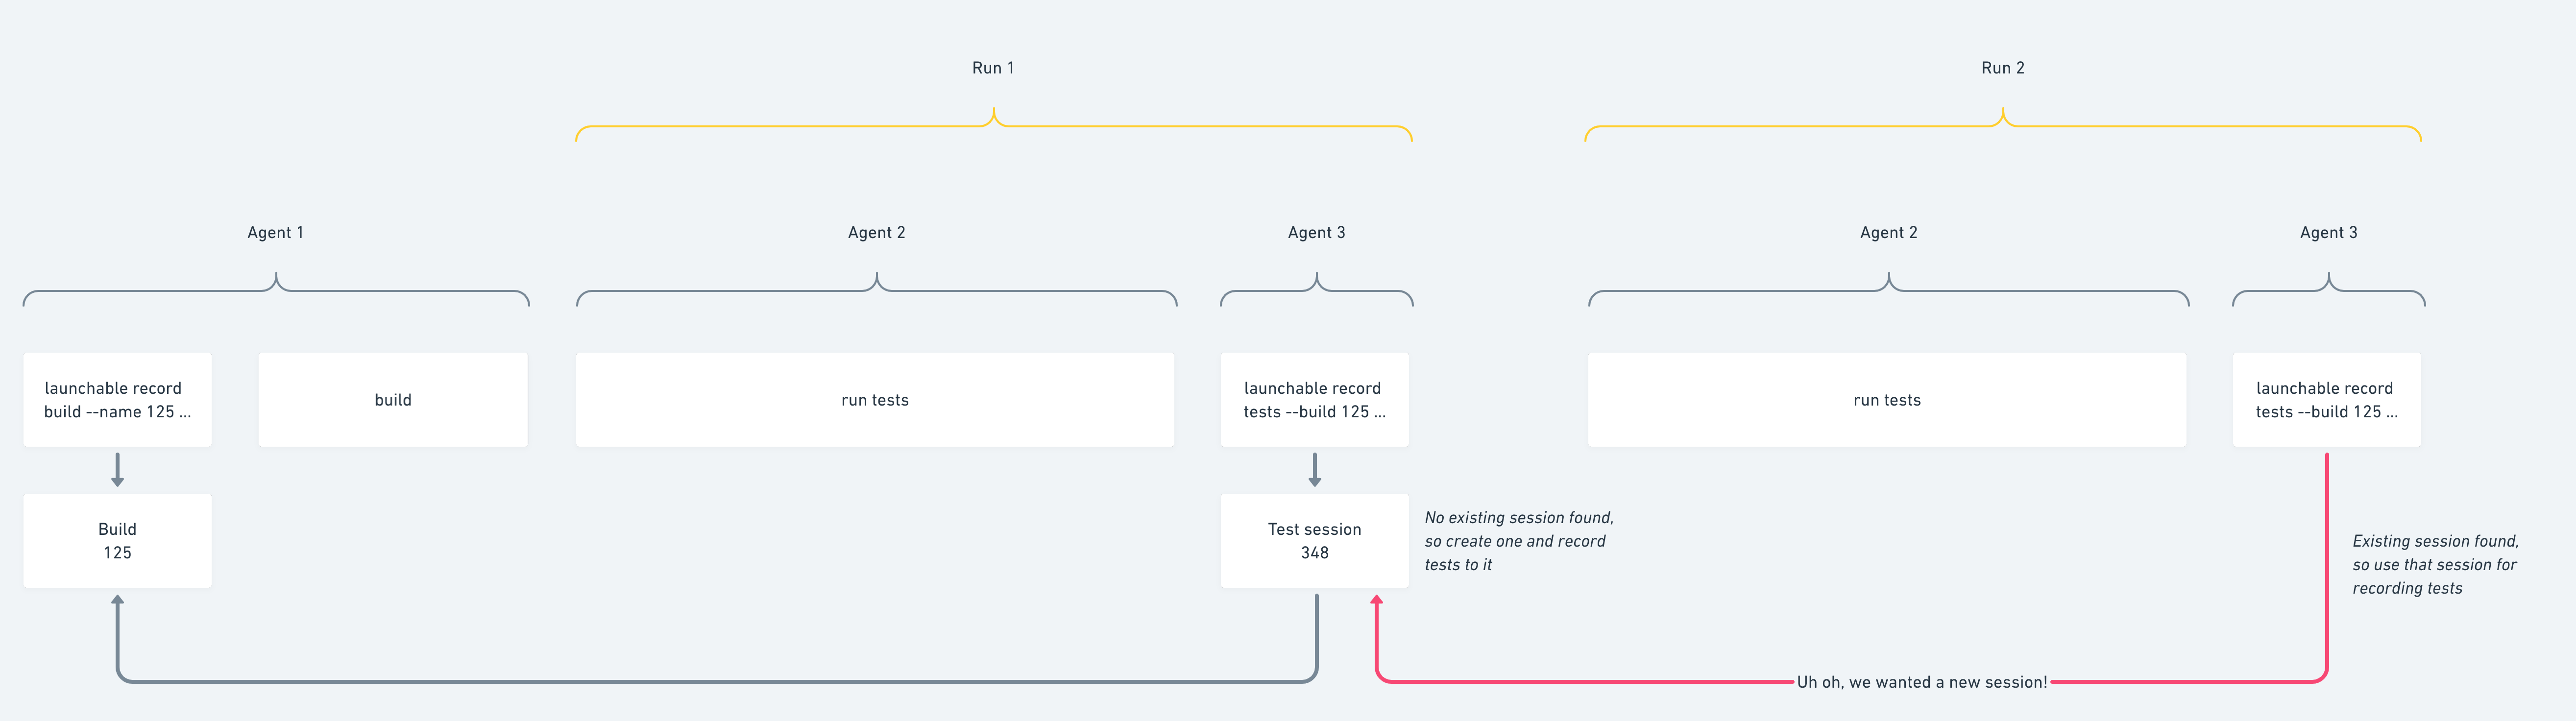 Run 1
Run 2
Agent 1
Agent 2
Agent 3
Agent 2
Agent 3
launchable record
build --name 125 ...
build
run tests
launchable record
tests --build 125 ...
run tests
launchable record
tests --build 125 ...
Build
125
Test session
348
No existing session found,
so create one and record
tests to it
Existing session found,
so use that session for
recording tests
Uh oh, we wanted a new session!